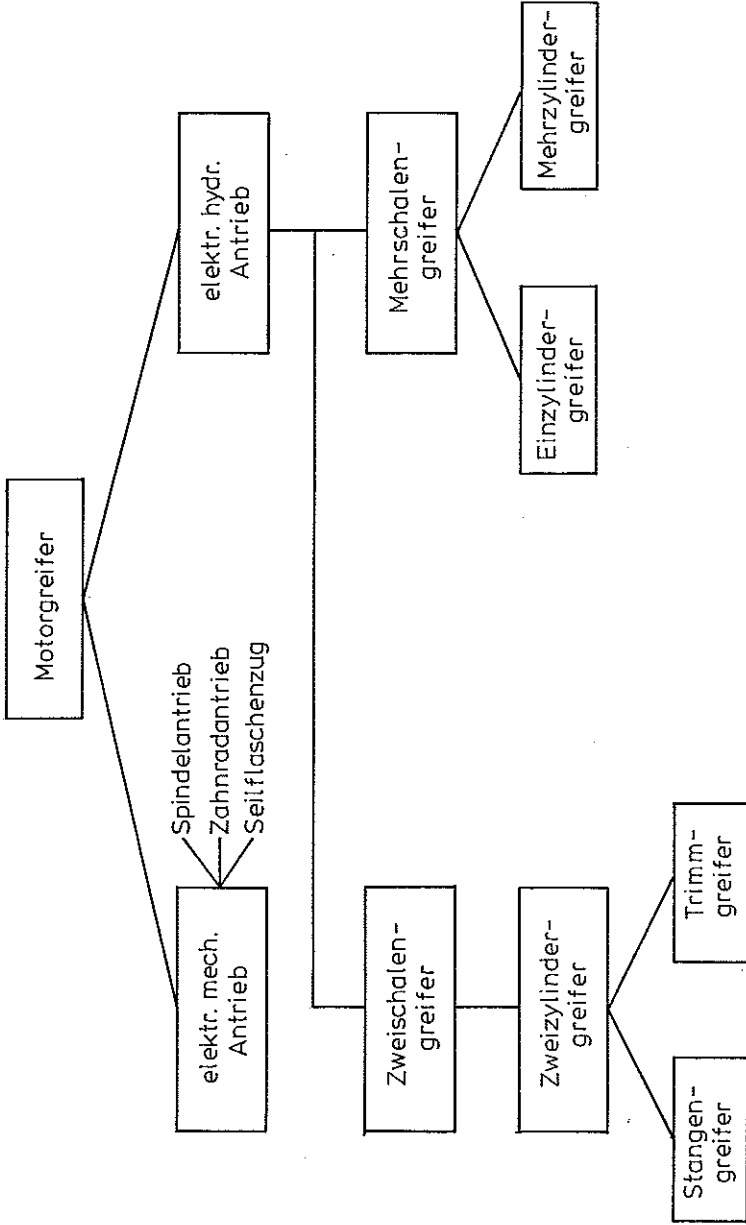 Motorgreifer
elektr. mech.
Antrieb
Spindelantrieb
Zahnradantrieb
Seilflaschenzug
elektr. hydr.
Antrieb
Zweischalen-
greifer
Mehrschalen-
greifer
Zweizylinder-
greifer
Einzylinder-
greifer
Mehrzylinder-
greifer
Stangen-
greifer
Trimm-
greifer